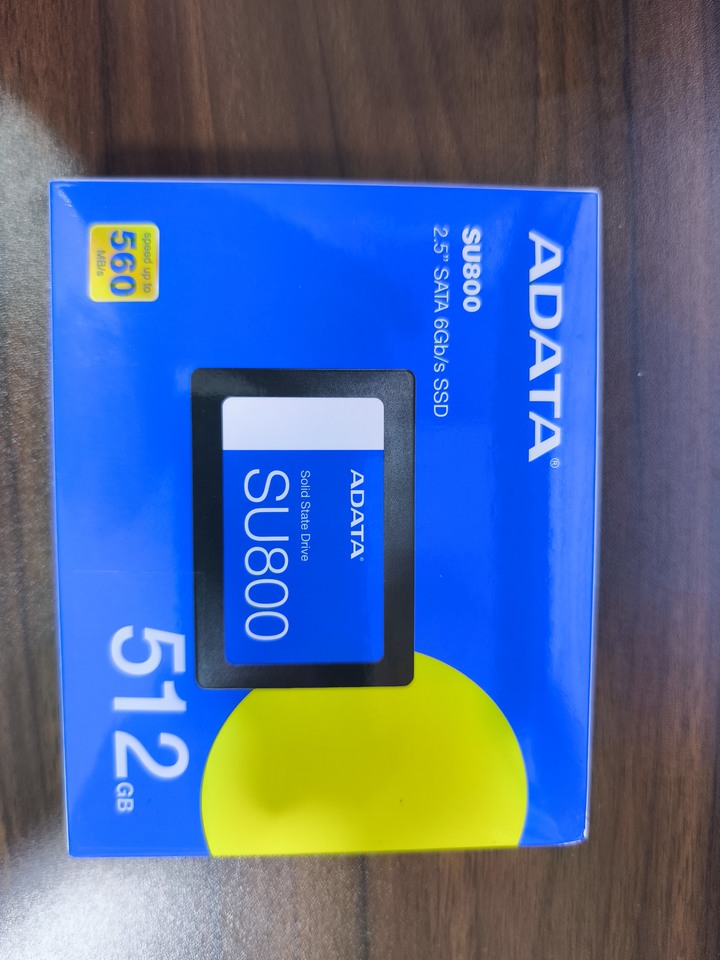 ADATA®
SU800
2.5" SATA 6Gb/s SSD
ADATA®
Solid State Drive
SU800
speed up to
560
MB/s
512GB